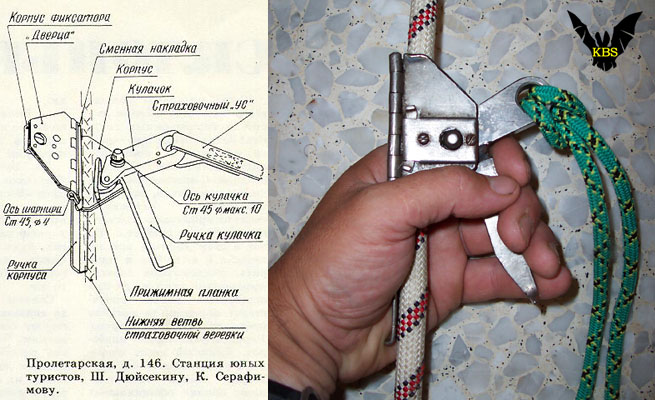 Корпус фиксатора
„Дверца"
Сменная накладка
Корпус
Кулачок
Страховочный „УС"
Ось шарнира
Ст 45, ф 4
Ось кулачка
Ст 45 ф макс. 10
Ручка кулачка
Ручка
корпуса
Прижимная планка
Нижняя ветвь
страховочной веревки
Пролетарская, д. 146. Станция юных
туристов, Ш. Дюйсекину, К. Серафи-
мову.
KBS